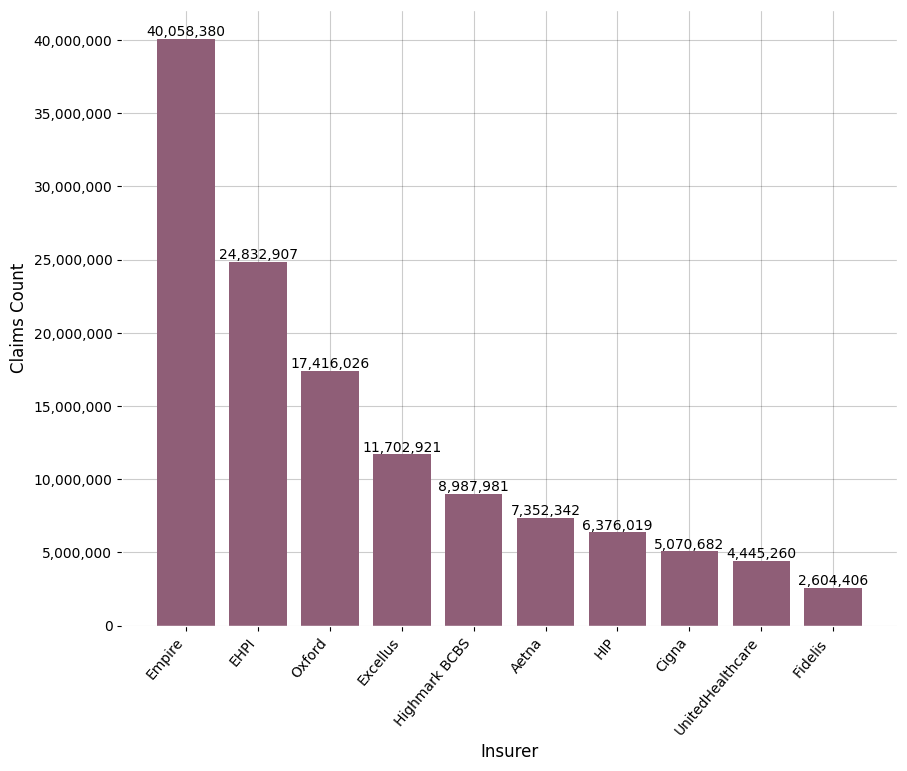 Claims Count
40,000,000
35,000,000
30,000,000
25,000,000
20,000,000
15,000,000
10,000,000
5,000,000
0
40,058,380
24,832,907
17,416,026
11,702,921
8,987,981
7,352,342
6,376,019
5,070,682
4,445,260
2,604,406
Empire
EHPI
Oxford
Excellus
Highmark BCBS
Aetna
HIP
Cigna
UnitedHealthcare
Fidelis
Insurer